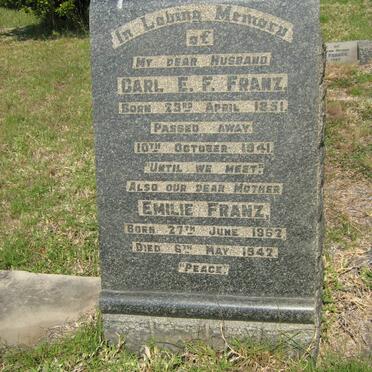 In Loving Memory
of
MY DEAR HUSBAND
CARL E. F. FRANZ.
BORN 23RD APRIL 1851
PASSED AWAY
10TH OCTOBER 1941.
"UNTIL WE MEET."
ALSO OUR DEAR MOTHER
EMILIE FRANZ,
BORN 27TH JUNE 1862
DIED 6TH MAY 1947.
"PEACE"